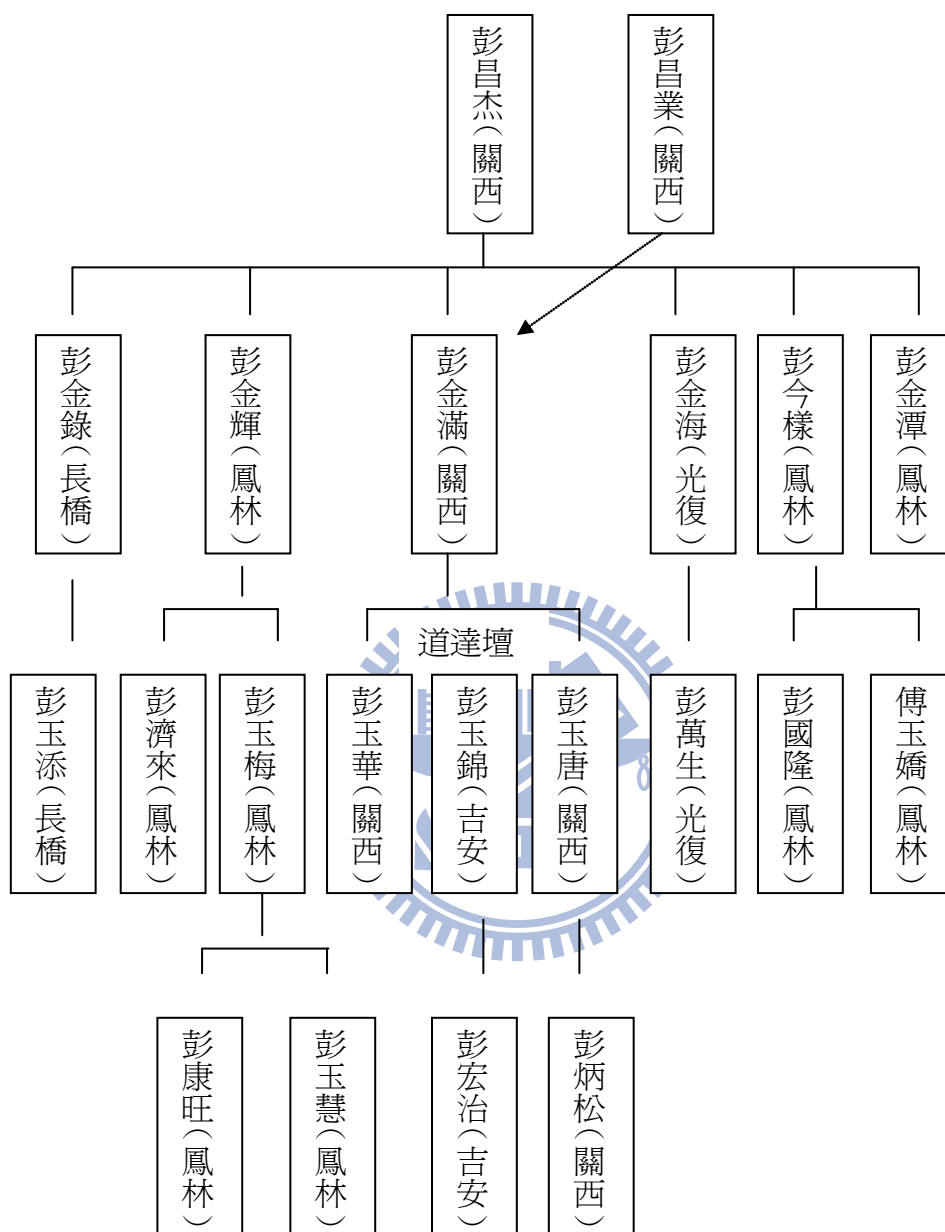 彭昌杰（關西）
彭昌業（關西）
彭金錄（長橋）
彭金輝（鳳林）
彭金滿（關西）
彭金海（光復）
彭今樣（鳳林）
彭金潭（鳳林）
道達壇
彭玉添（長橋）
彭濟來（鳳林）
彭玉梅（鳳林）
彭玉華（關西）
彭玉錦（吉安）
彭玉唐（關西）
彭萬生（光復）
彭國隆（鳳林）
傅玉嬌（鳳林）
彭康旺（鳳林）
彭玉慧（鳳林）
彭宏治（吉安）
彭炳松（關西）